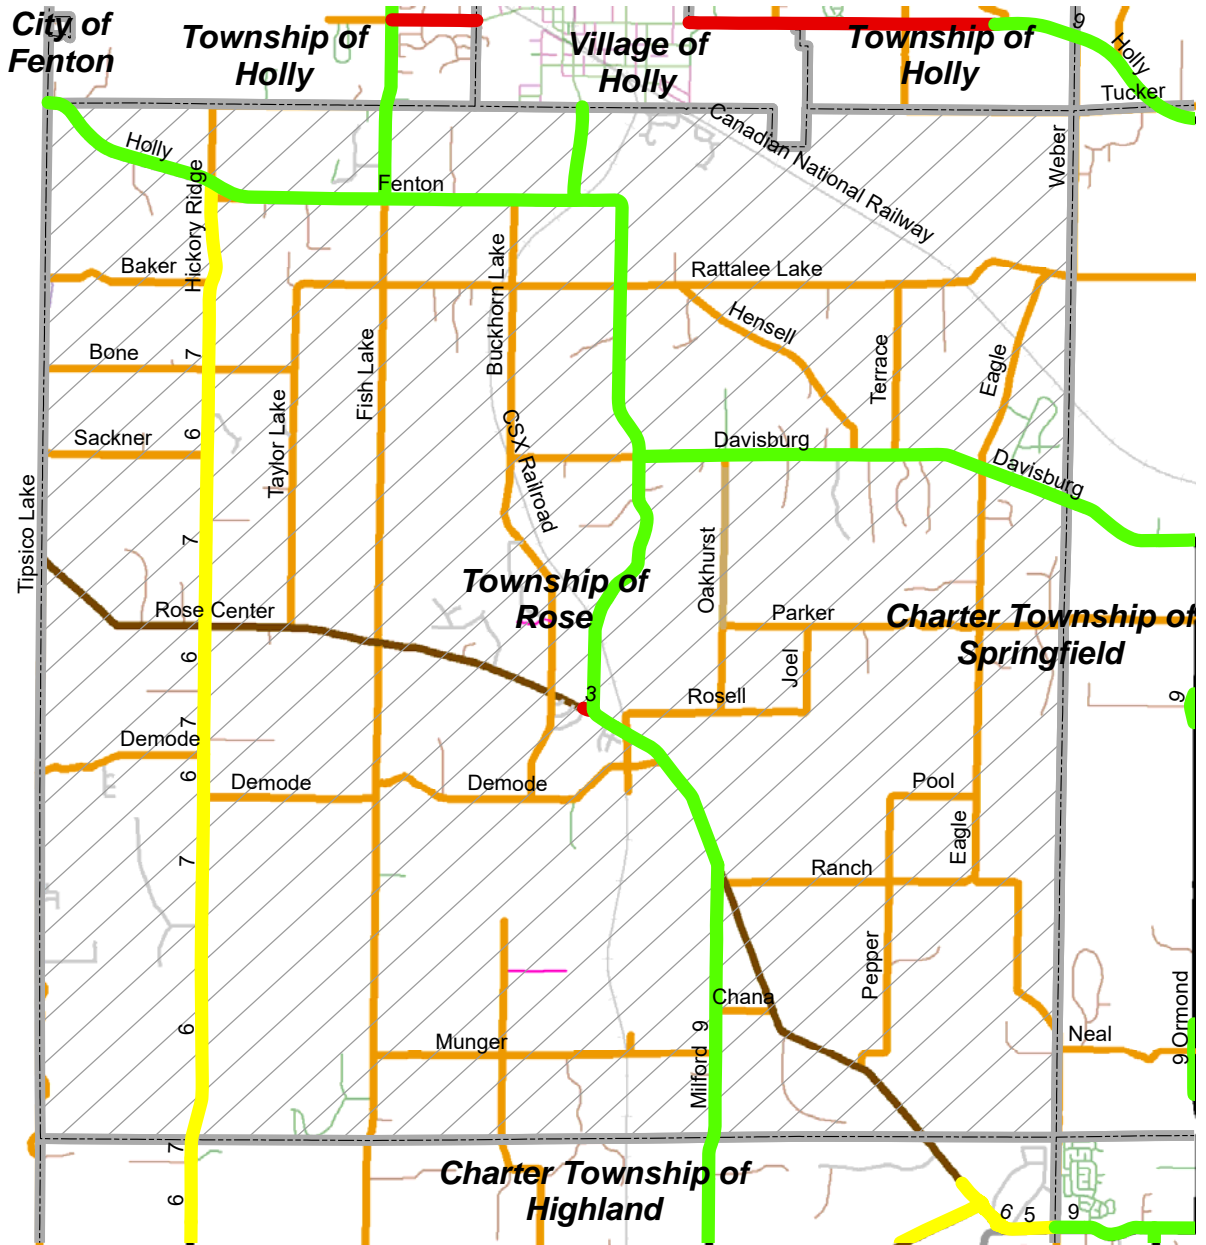 City of
Fenton
Township of
Holly
Village of
Holly
Township of
Holly
9
Holly
Tucker
Canadian National Railway
Weber
Holly
Hickory Ridge
Fenton
Baker
Buckhorn Lake
Rattalee Lake
Hensell
Bone
7
Fish Lake
Terrace
Eagle
Taylor Lake
Sackner
6
CSX Railroad
Davisburg
Davisburg
Tipsico Lake
7
Oakhurst
Township of
Rose
Rose Center
Parker
Charter Township of
Springfield
6
Joel
3
Rosell
9
7
Demode
6
Demode
Demode
Pool
Eagle
7
Ranch
Pepper
Chana
6
Munger
9
Milford
Neal
Ormond
9
7
Charter Township of
Highland
6
6
5
9